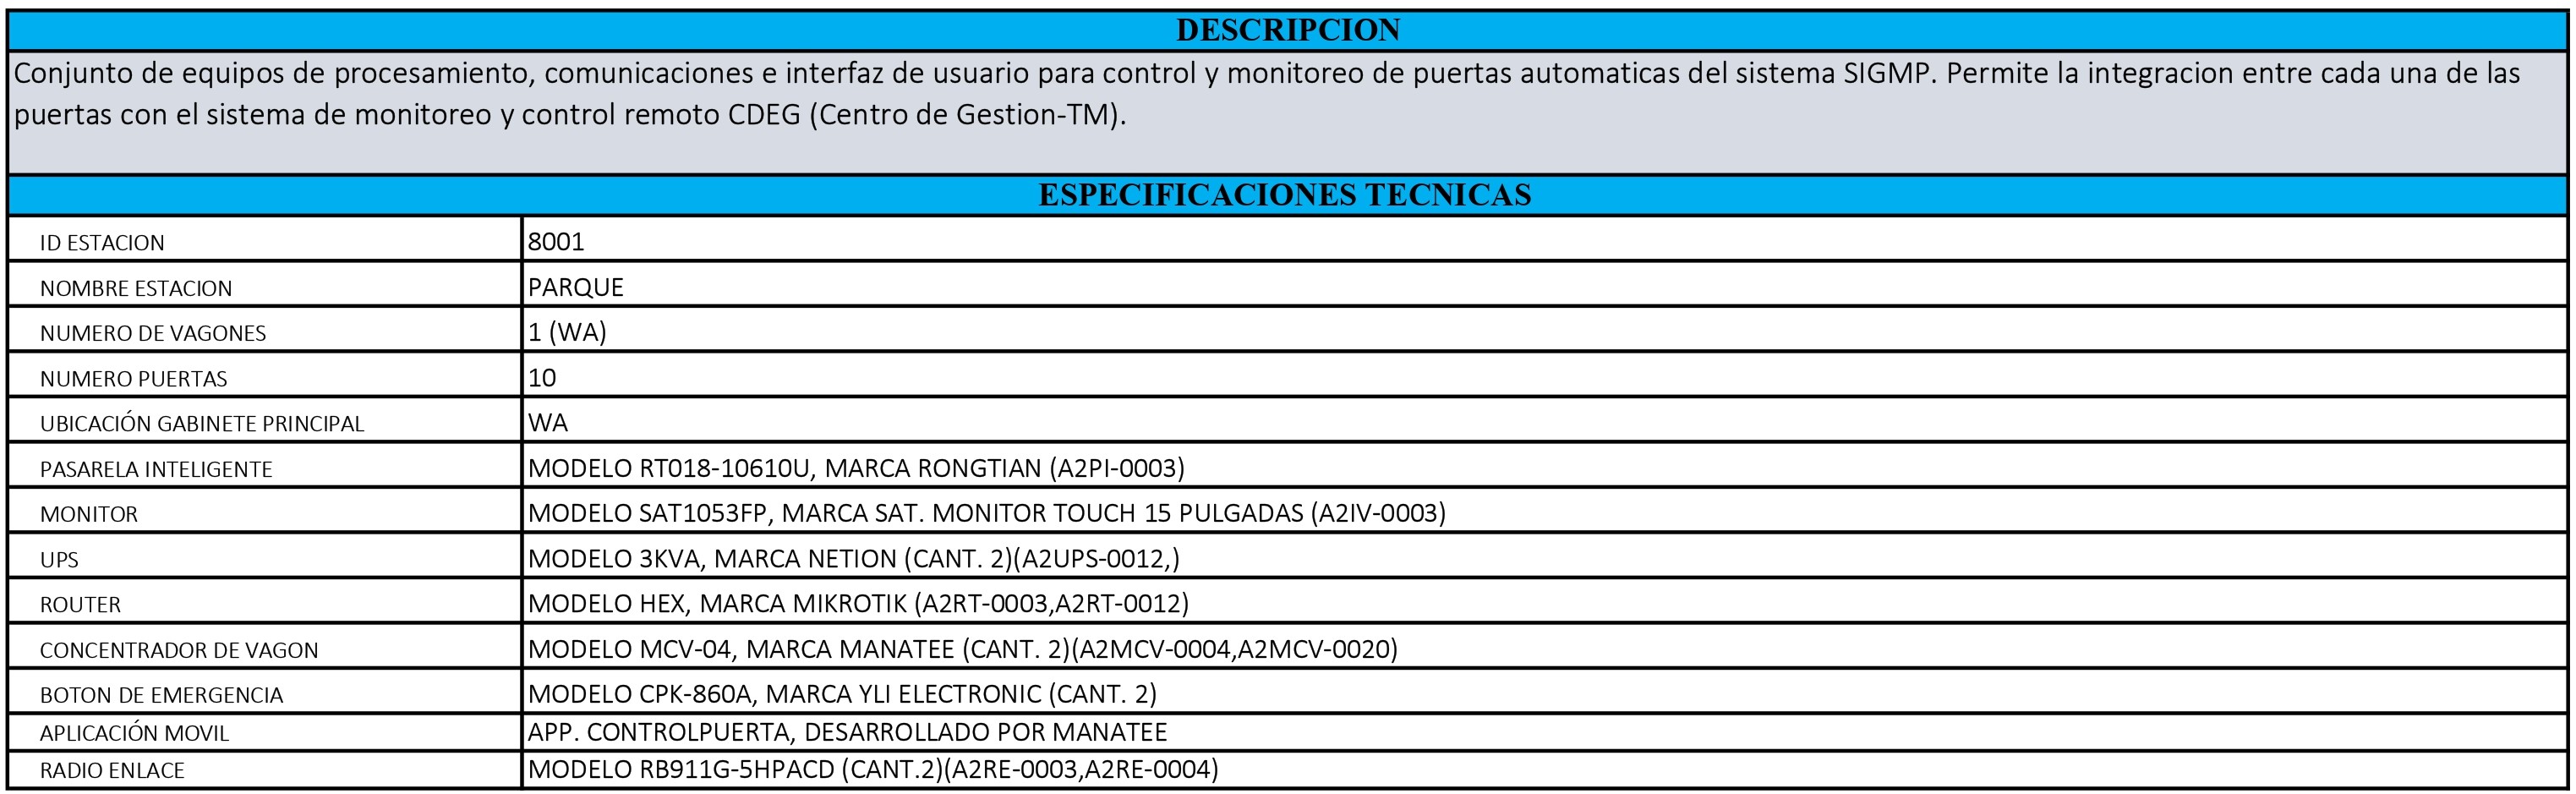 DESCRIPCION
Conjunto de equipos de procesamiento, comunicaciones e interfaz de usuario para control y monitoreo de puertas automaticas del sistema SIGMP. Permite la integracion entre cada una de las
puertas con el sistema de monitoreo y control remoto CDEG (Centro de Gestion-TM).
ESPECIFICACIONES TECNICAS
ID ESTACION 8001
NOMBRE ESTACION PARQUE
NUMERO DE VAGONES 1 (WA)
NUMERO PUERTAS 10
UBICACIÓN GABINETE PRINCIPAL WA
PASARELA INTELIGENTE MODELO RT018-10610U, MARCA RONGTIAN (A2PI-0003)
MONITOR MODELO SAT1053FP, MARCA SAT. MONITOR TOUCH 15 PULGADAS (A2IV-0003)
UPS MODELO 3KVA, MARCA NETION (CANT. 2)(A2UPS-0012,)
ROUTER MODELO HEX, MARCA MIKROTIK (A2RT-0003,A2RT-0012)
CONCENTRADOR DE VAGON MODELO MCV-04, MARCA MANATEE (CANT. 2)(A2MCV-0004,A2MCV-0020)
BOTON DE EMERGENCIA MODELO CPK-860A, MARCA YLI ELECTRONIC (CANT. 2)
APLICACIÓN MOVIL APP. CONTROLPUERTA, DESARROLLADO POR MANATEE
RADIO ENLACE MODELO RB911G-5HPACD (CANT.2)(A2RE-0003,A2RE-0004)